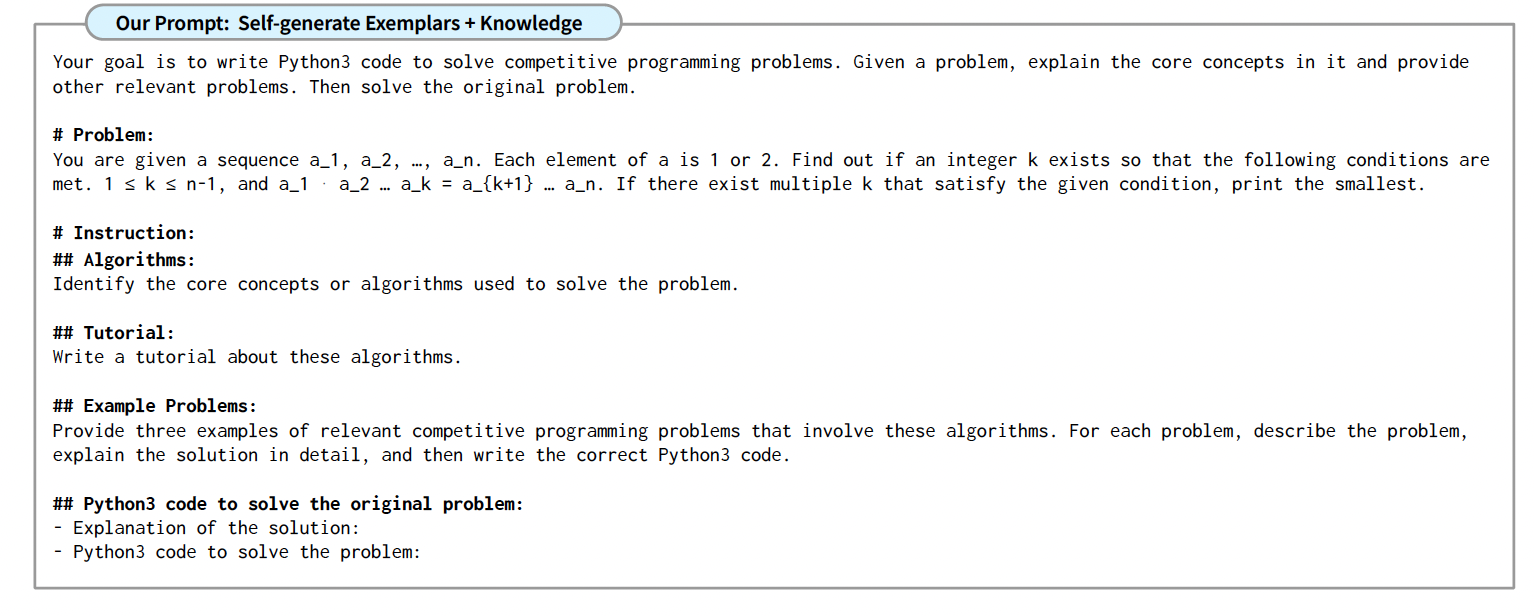 Our Prompt: Self-generate Exemplars + Knowledge
Your goal is to write Python3 code to solve competitive programming problems. Given a problem, explain the core concepts in it and provide
other relevant problems. Then solve the original problem.
# Problem:
You are given a sequence a_1, a_2, …, a_n. Each element of a is 1 or 2. Find out if an integer k exists so that the following conditions are
met. 1 ≤ k ≤ n-1, and a_1 · a_2 … a_k = a_{k+1} … a_n. If there exist multiple k that satisfy the given condition, print the smallest.
# Instruction:
## Algorithms:
Identify the core concepts or algorithms used to solve the problem.
## Tutorial:
Write a tutorial about these algorithms.
## Example Problems:
Provide three examples of relevant competitive programming problems that involve these algorithms. For each problem, describe the problem,
explain the solution in detail, and then write the correct Python3 code.
## Python3 code to solve the original problem:
- Explanation of the solution:
- Python3 code to solve the problem: